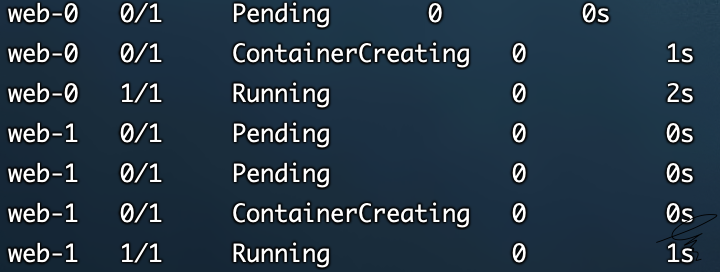 web-0 0/1 Pending 0 0s
web-0 0/1 ContainerCreating 0 1s
web-0 1/1 Running 0 2s
web-1 0/1 Pending 0 0s
web-1 0/1 Pending 0 0s
web-1 0/1 ContainerCreating 0 0s
web-1 1/1 Running 0 1s